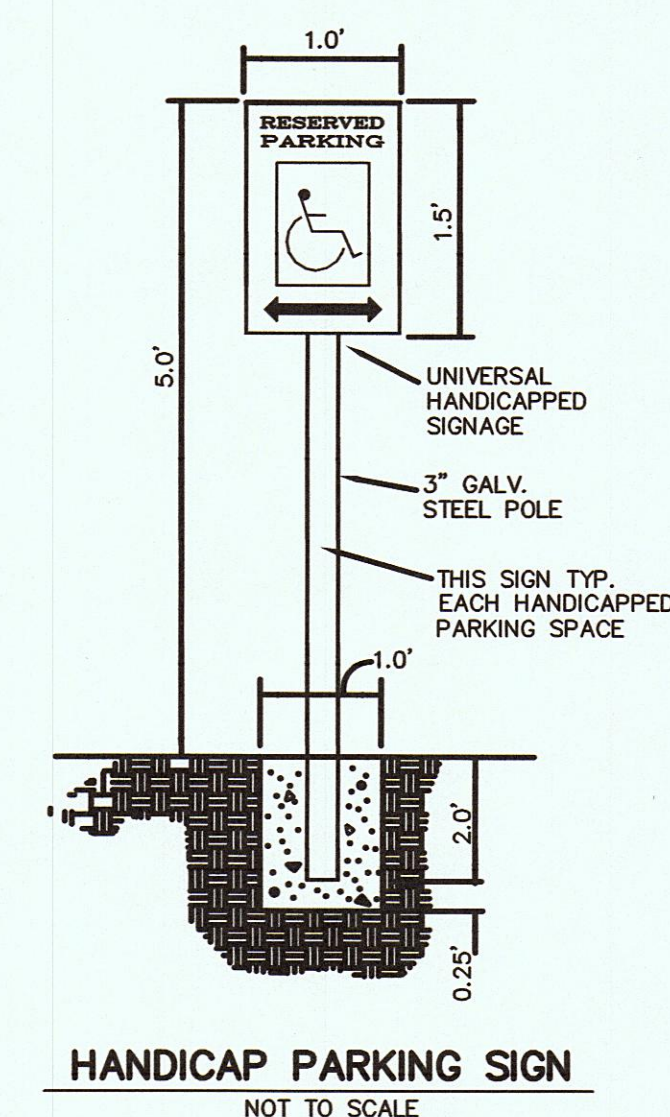 1.0'
RESERVED
PARKING
1.5'
5.0'
UNIVERSAL
HANDICAPPED
SIGNAGE
3" GALV.
STEEL POLE
THIS SIGN TYP.
EACH HANDICAPPED
PARKING SPACE
1.0'
2.0'
0.25'
HANDICAP PARKING SIGN
NOT TO SCALE